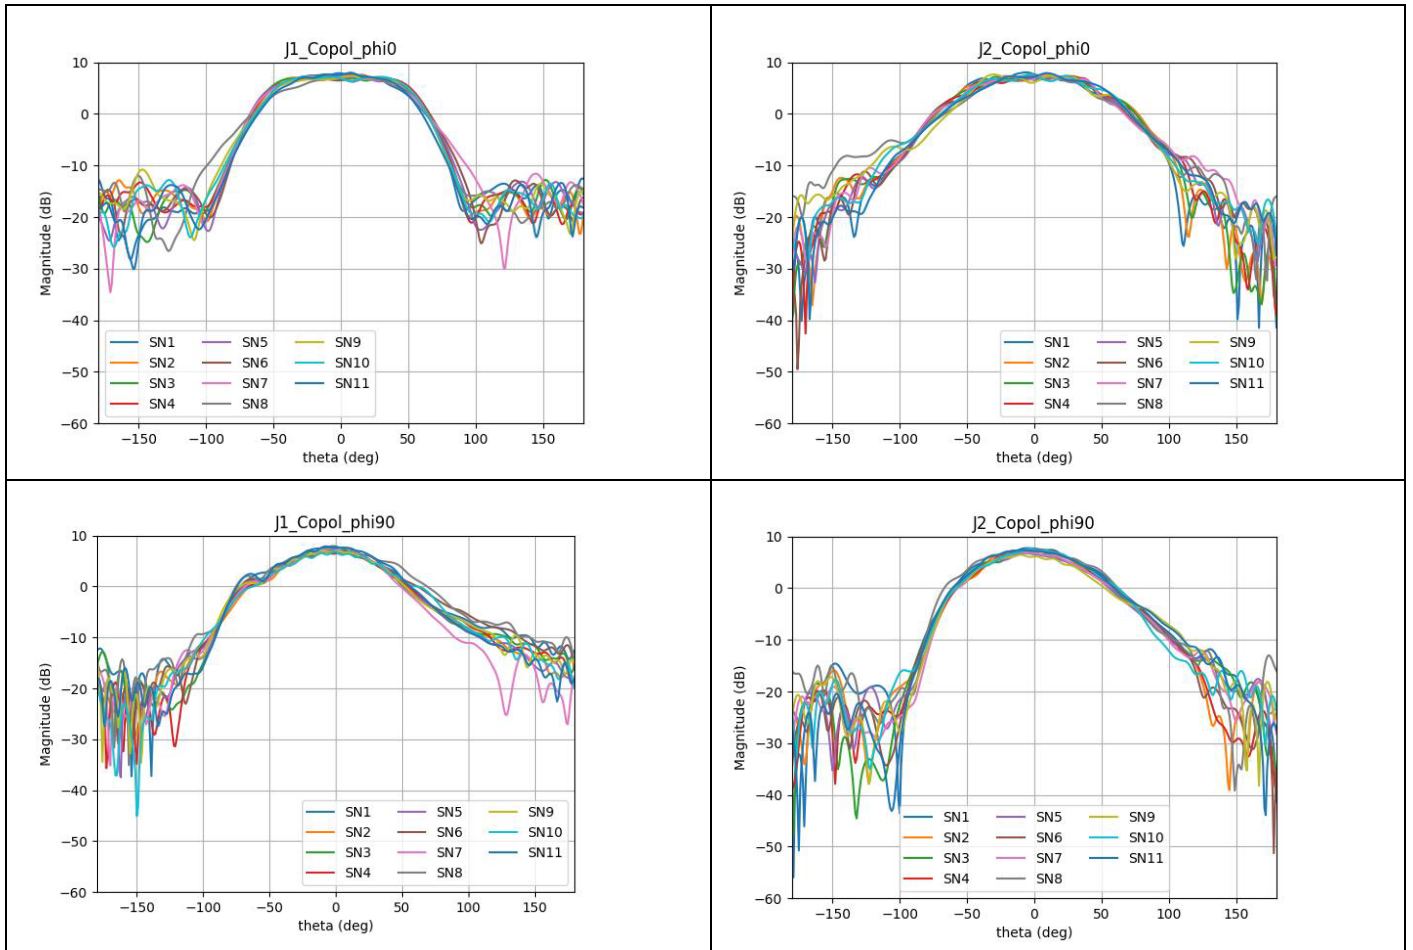 J1_Copol_phi0
10
0
−10
−20
−30
−40
−50
−60
Magnitude (dB)
SN1 SN5 SN9
SN2 SN6 SN10
SN3 SN7 SN11
SN4 SN8
−150 −100 −50 0 50 100 150
theta (deg)
J2_Copol_phi0
10
0
−10
−20
−30
−40
−50
−60
Magnitude (dB)
SN1 SN5 SN9
SN2 SN6 SN10
SN3 SN7 SN11
SN4 SN8
−150 −100 −50 0 50 100 150
theta (deg)
J1_Copol_phi90
10
0
−10
−20
−30
−40
−50
−60
Magnitude (dB)
SN1 SN5 SN9
SN2 SN6 SN10
SN3 SN7 SN11
SN4 SN8
−150 −100 −50 0 50 100 150
theta (deg)
J2_Copol_phi90
10
0
−10
−20
−30
−40
−50
−60
Magnitude (dB)
SN1 SN5 SN9
SN2 SN6 SN10
SN3 SN7 SN11
SN4 SN8
−150 −100 −50 0 50 100 150
theta (deg)